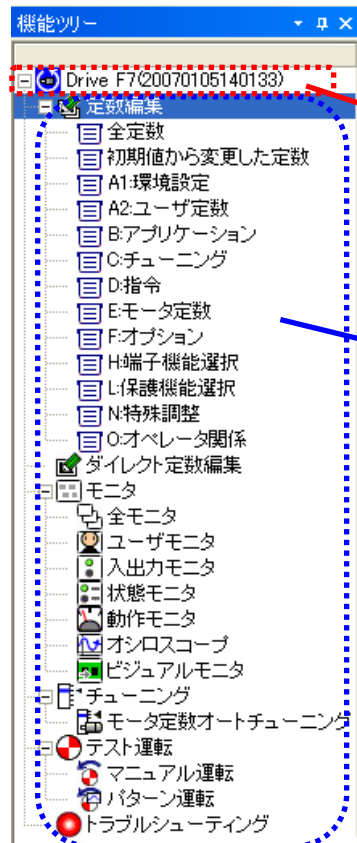 機能ツリー
Drive F7(20070105140133)
定数編集
全定数
初期値から変更した定数
A1:環境設定
A2:ユーザ定数
B:アプリケーション
C:チューニング
D:指令
E:モータ定数
F:オプション
H:端子機能選択
L:保護機能選択
N:特殊調整
O:オペレータ関係
ダイレクト定数編集
モニタ
全モニタ
ユーザモニタ
入出力モニタ
状態モニタ
動作モニタ
オシロスコープ
ビジュアルモニタ
チューニング
モータ定数オートチューニング
テスト運転
マニュアル運転
パターン運転
トラブルシューティング